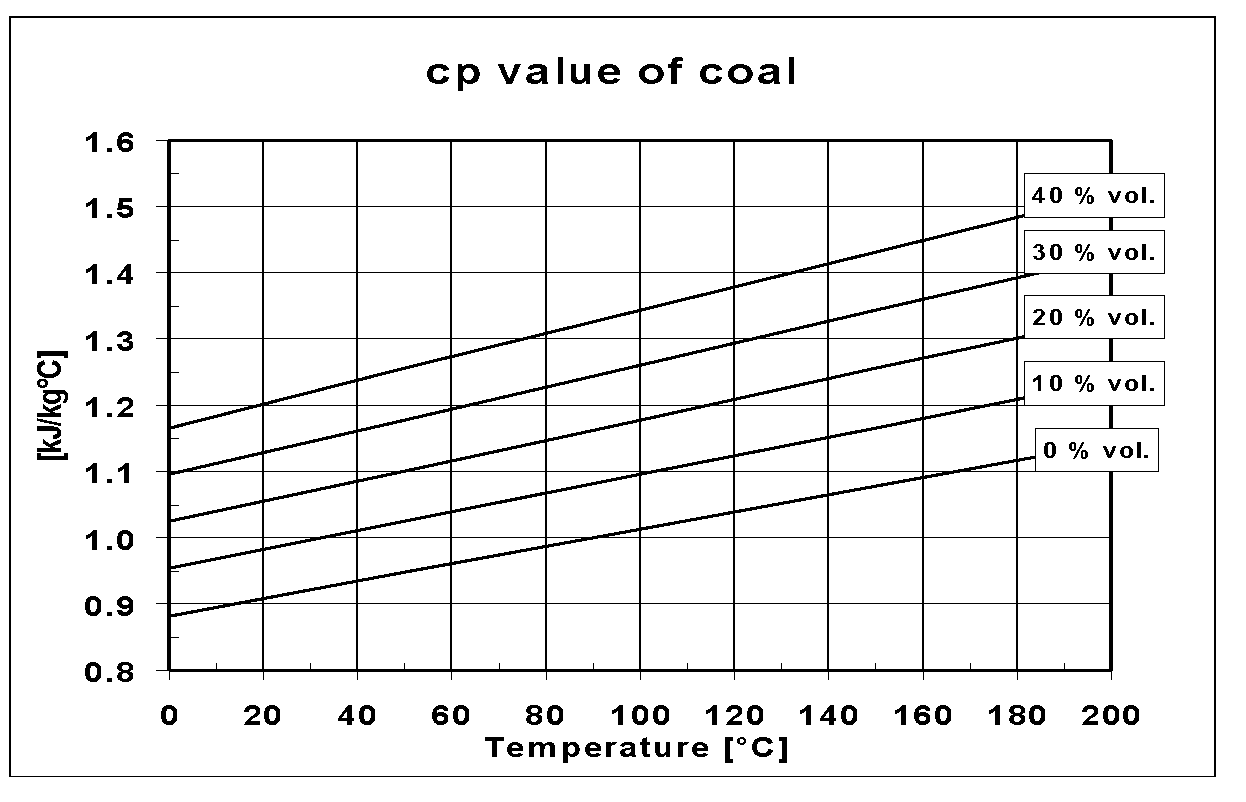 cp value of coal
1.6
1.5
1.4
1.3
1.2
1.1
1.0
0.9
0.8
[kJ/kg°C]
40 % vol.
30 % vol.
20 % vol.
10 % vol.
0 % vol.
0 20 40 60 80 100 120 140 160 180 200
Temperature [°C]